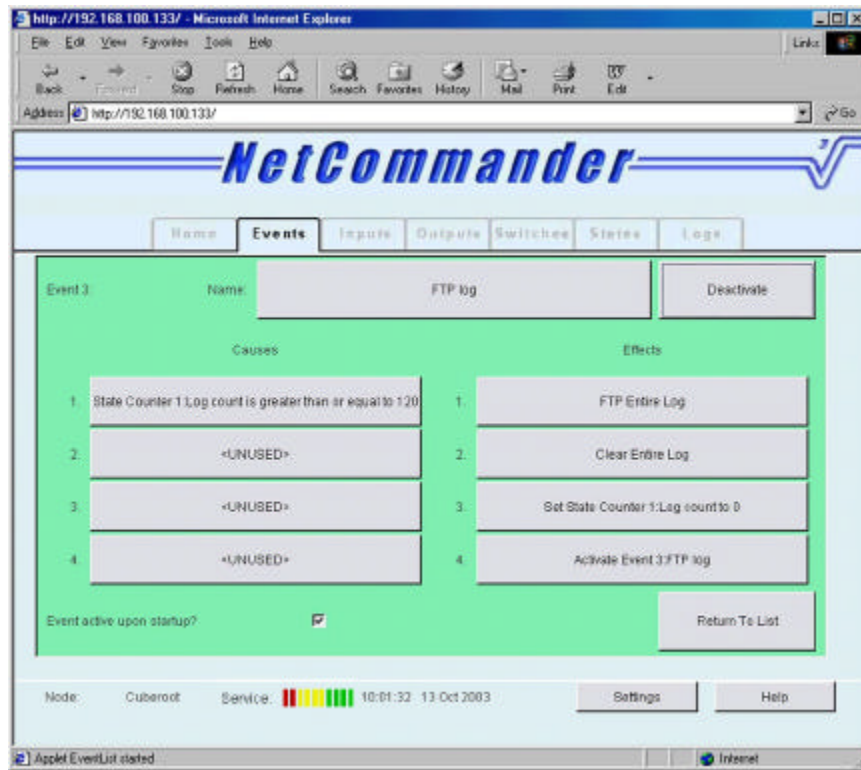 http://192.168.100.133/ - Microsoft Internet Explorer
File Edit View Favorites Tools Help Links
Back Forward Stop Refresh Home Search Favorites History Mail Print Edit
Address http://192.168.100.133/ Go
NetCommander
Home Events Inputs Outputs Switches States Logs
Event 3: Name: FTP log Deactivate
Causes Effects
1. State Counter 1:Log count is greater than or equal to 120 1. FTP Entire Log
2. <UNUSED> 2. Clear Entire Log
3. <UNUSED> 3. Set State Counter 1:Log count to 0
4. <UNUSED> 4. Activate Event 3:FTP log
Event active upon startup? Return To List
Node: Cuberoot Service: 10:01:32 13 Oct 2003 Settings Help
Applet EventList started Internet